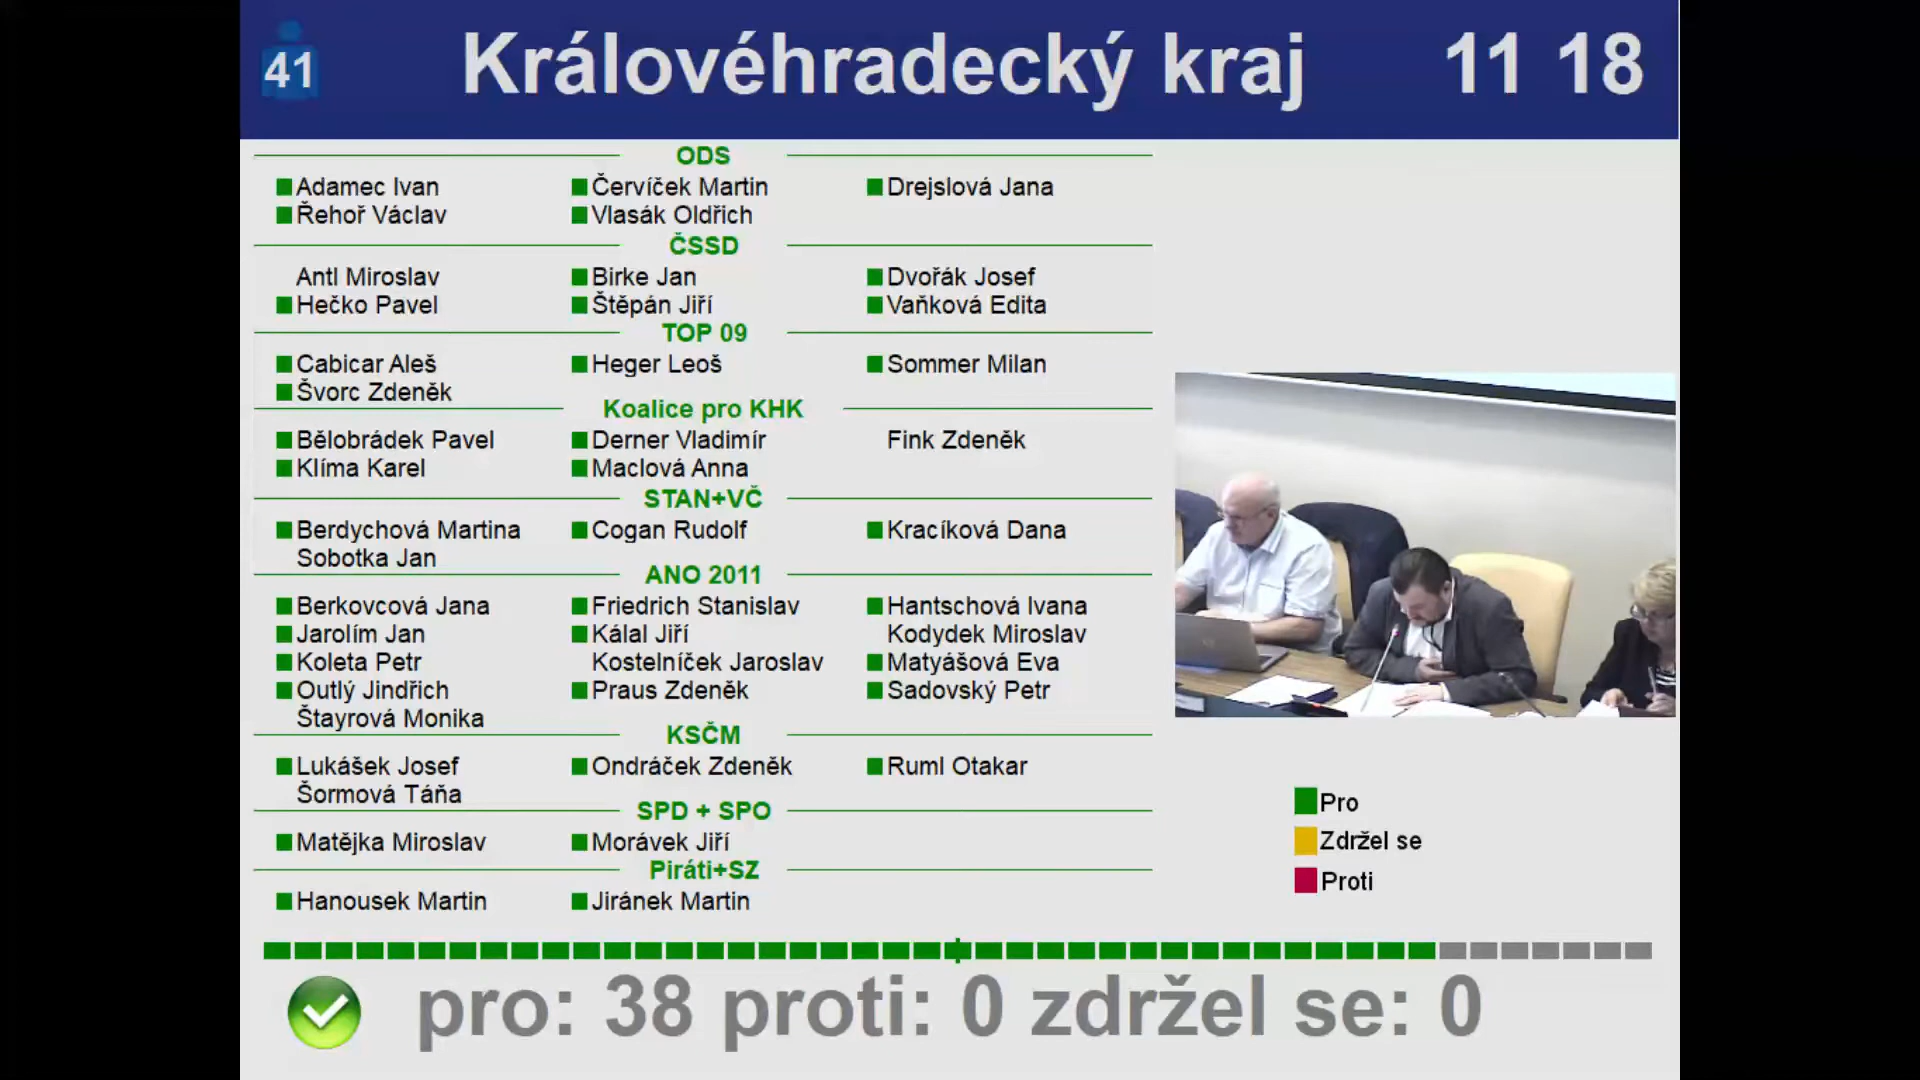 41 Královéhradecký kraj 11 18
ODS
Adamec Ivan Červíček Martin Drejslová Jana
Řehoř Václav Vlasák Oldřich
ČSSD
Antl Miroslav Birke Jan Dvořák Josef
Hečko Pavel Štěpán Jiří Vaňková Edita
TOP 09
Cabicar Aleš Heger Leoš Sommer Milan
Švorc Zdeněk
Koalice pro KHK
Bělobrádek Pavel Derner Vladimír Fink Zdeněk
Klíma Karel Maclová Anna
STAN+VČ
Berdychová Martina Cogan Rudolf Kracíková Dana
Sobotka Jan
ANO 2011
Berkovcová Jana Friedrich Stanislav Hantschová Ivana
Jarolím Jan Kálal Jiří Kodydek Miroslav
Koleta Petr Kostelníček Jaroslav Matyášová Eva
Outlý Jindřich Praus Zdeněk Sadovský Petr
Štayrová Monika
KSČM
Lukášek Josef Ondráček Zdeněk Ruml Otakar
Šormová Táňa
SPD + SPO
Matějka Miroslav Morávek Jiří
Piráti+SZ
Hanousek Martin Jiránek Martin
Pro
Zdržel se
Proti
pro: 38 proti: 0 zdržel se: 0